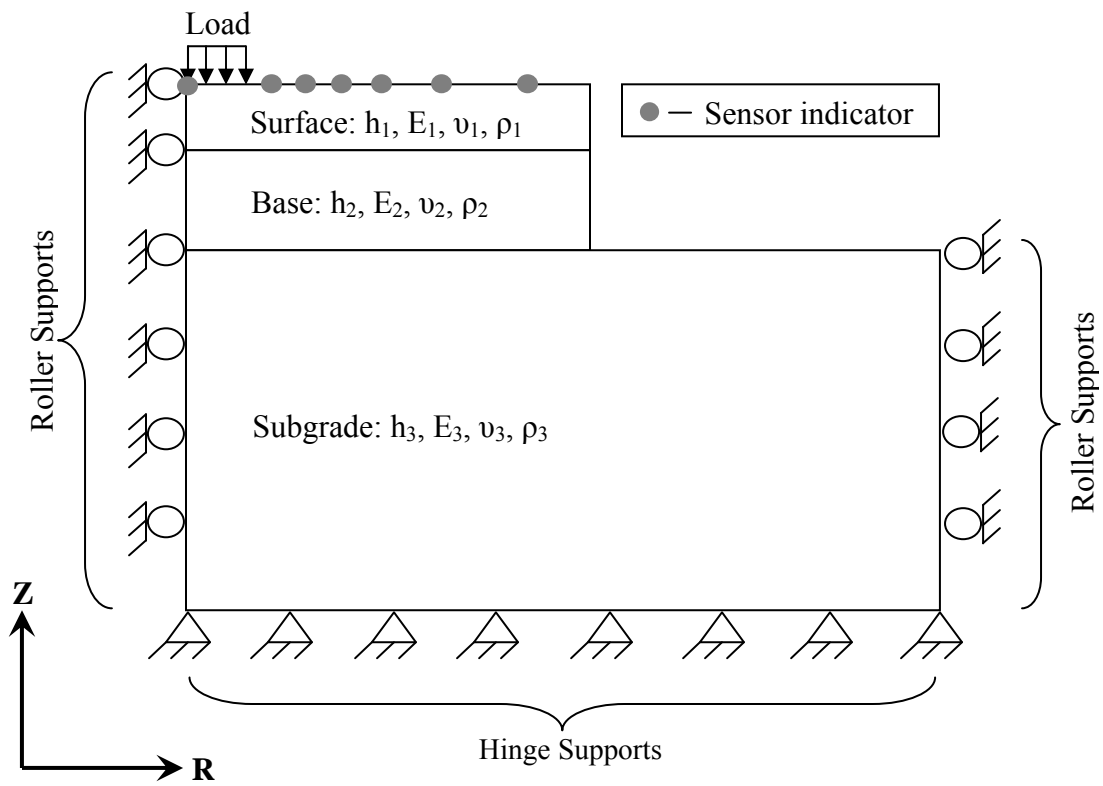 Load
Surface: h₁, E₁, υ₁, ρ₁
— Sensor indicator
Base: h₂, E₂, υ₂, ρ₂
Roller Supports
Subgrade: h₃, E₃, υ₃, ρ₃
Roller Supports
Z
R
Hinge Supports